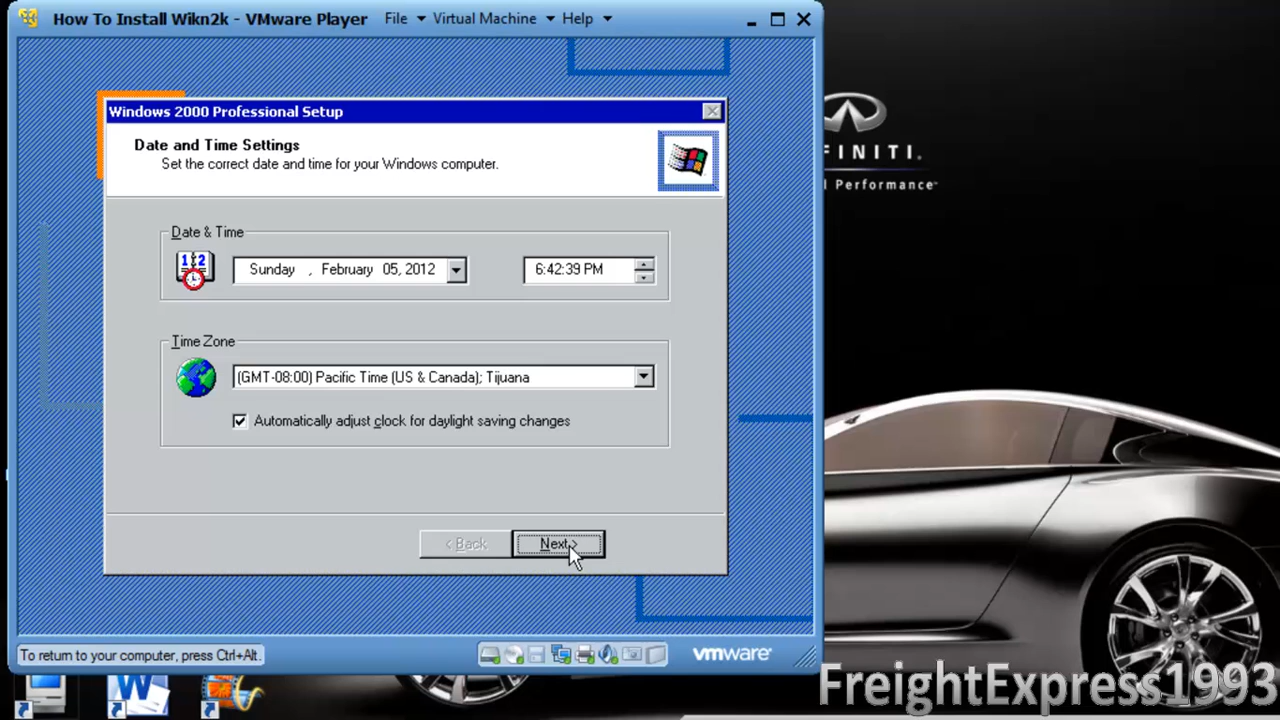 How To Install Wikn2k - VMware Player File Virtual Machine Help
Windows 2000 Professional Setup
Date and Time Settings
Set the correct date and time for your Windows computer.
Date & Time
12
Sunday , February 05, 2012
6:42:39 PM
Time Zone
(GMT-08:00) Pacific Time (US & Canada); Tijuana
Automatically adjust clock for daylight saving changes
< Back
Next >
To return to your computer, press Ctrl+Alt.
vmware
FINITI.
l Performance™
W
FreightExpress1993